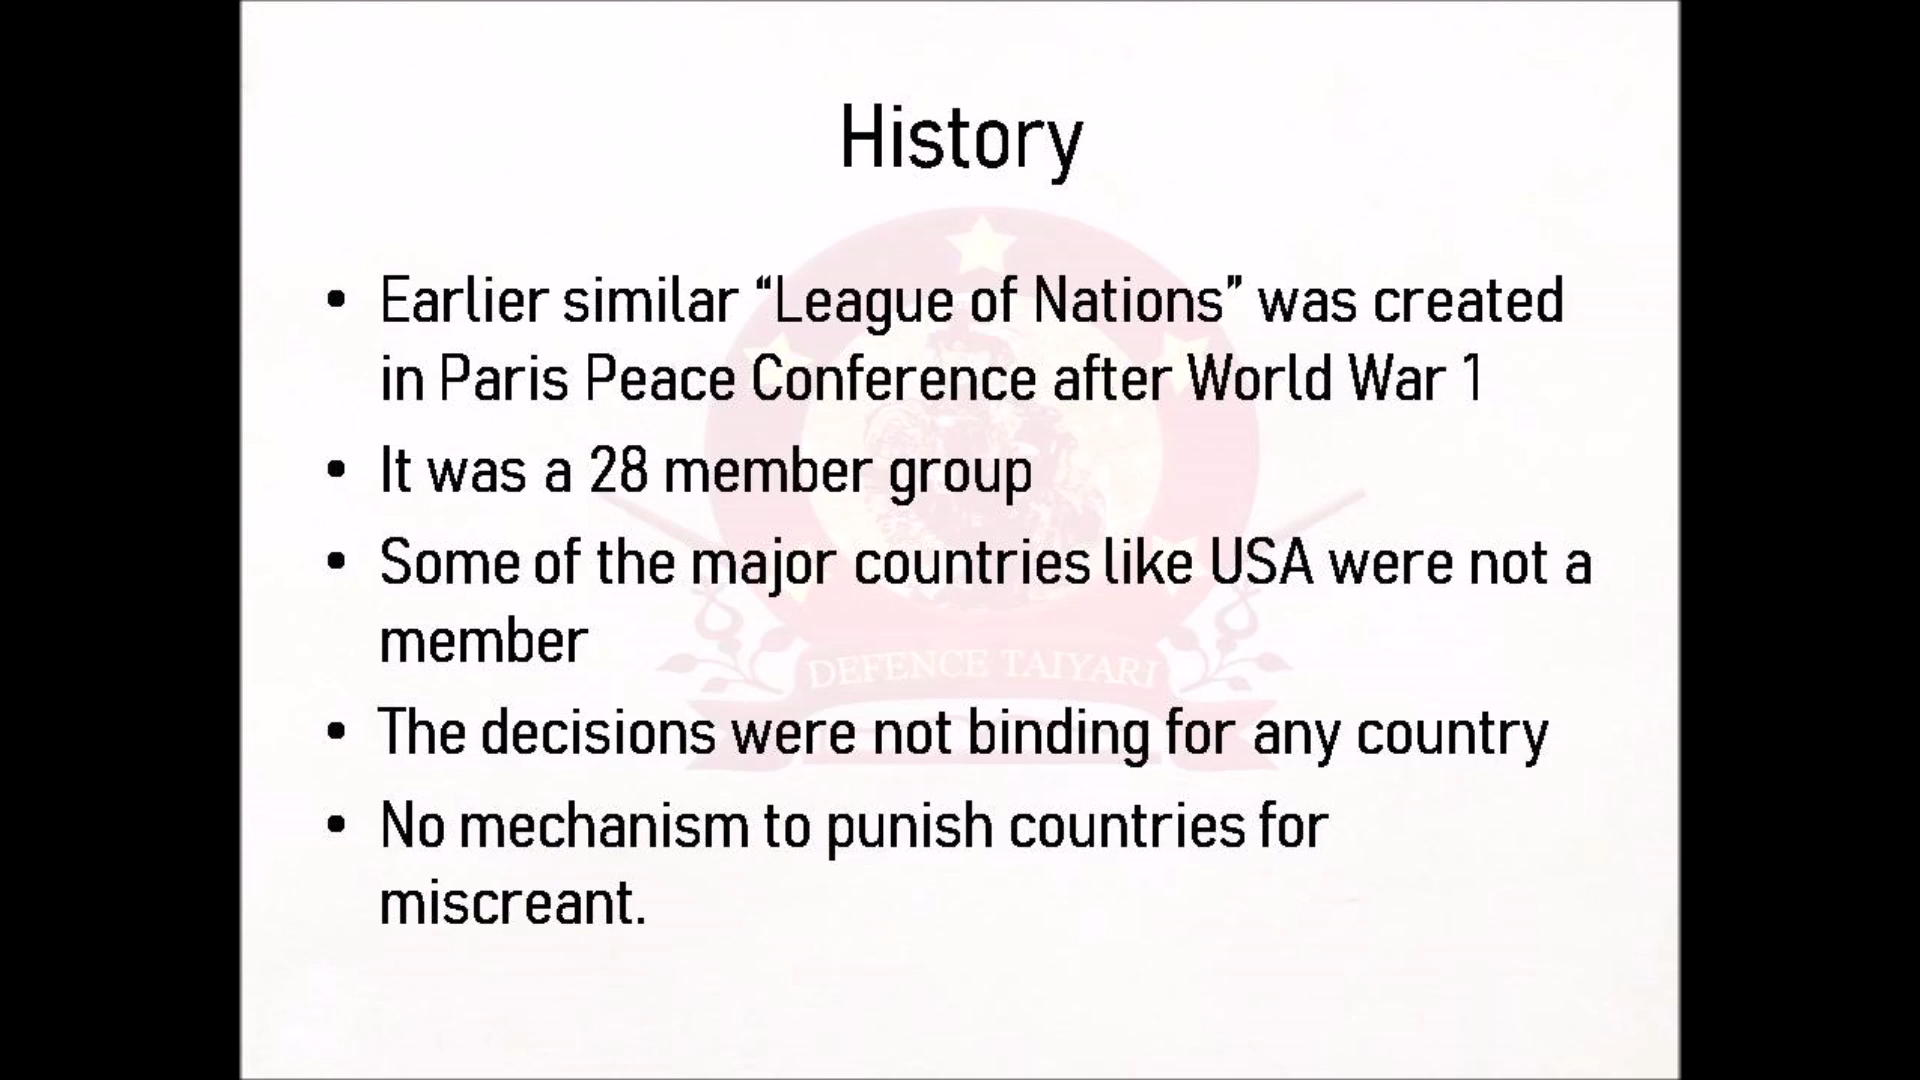 History
• Earlier similar “League of Nations” was created
in Paris Peace Conference after World War 1
• It was a 28 member group
• Some of the major countries like USA were not a
member
DEFENCE TAIYARI
• The decisions were not binding for any country
• No mechanism to punish countries for
miscreant.